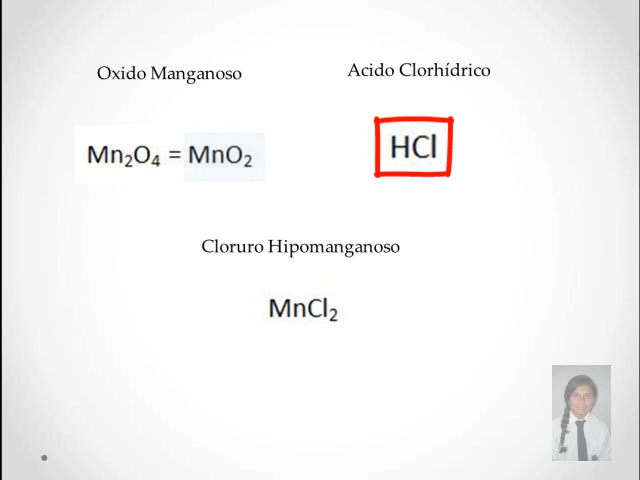 Oxido Manganoso
Acido Clorhídrico
Mn₂O₄ = MnO₂
HCl
Cloruro Hipomanganoso
MnCl₂